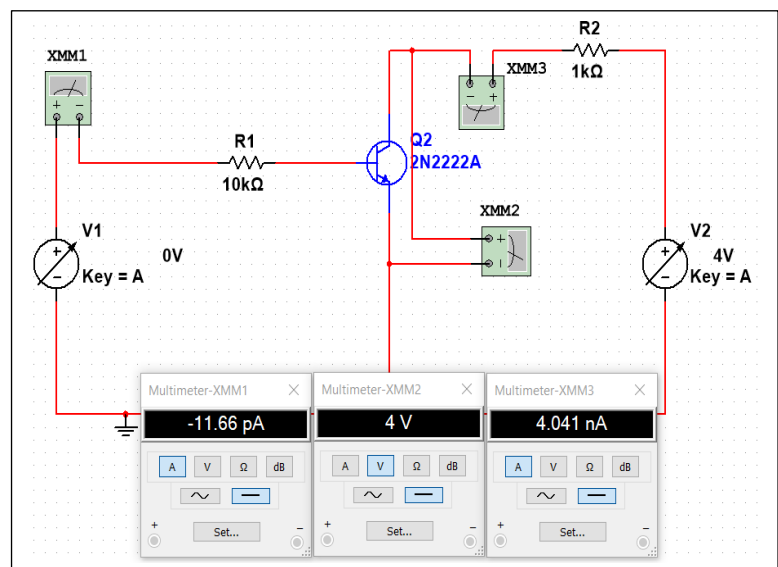 R2
XMM1
XMM3
1kΩ
+ −
− +
R1
Q2
2N2222A
10kΩ
XMM2
V1
V2
+
+
+
0V
4V
−
−
−
Key = A
Key = A
Multimeter-XMM1
Multimeter-XMM2
Multimeter-XMM3
-11.66 pA
4 V
4.041 nA
A V Ω dB
A V Ω dB
A V Ω dB
+ Set... −
+ Set... −
+ Set... −